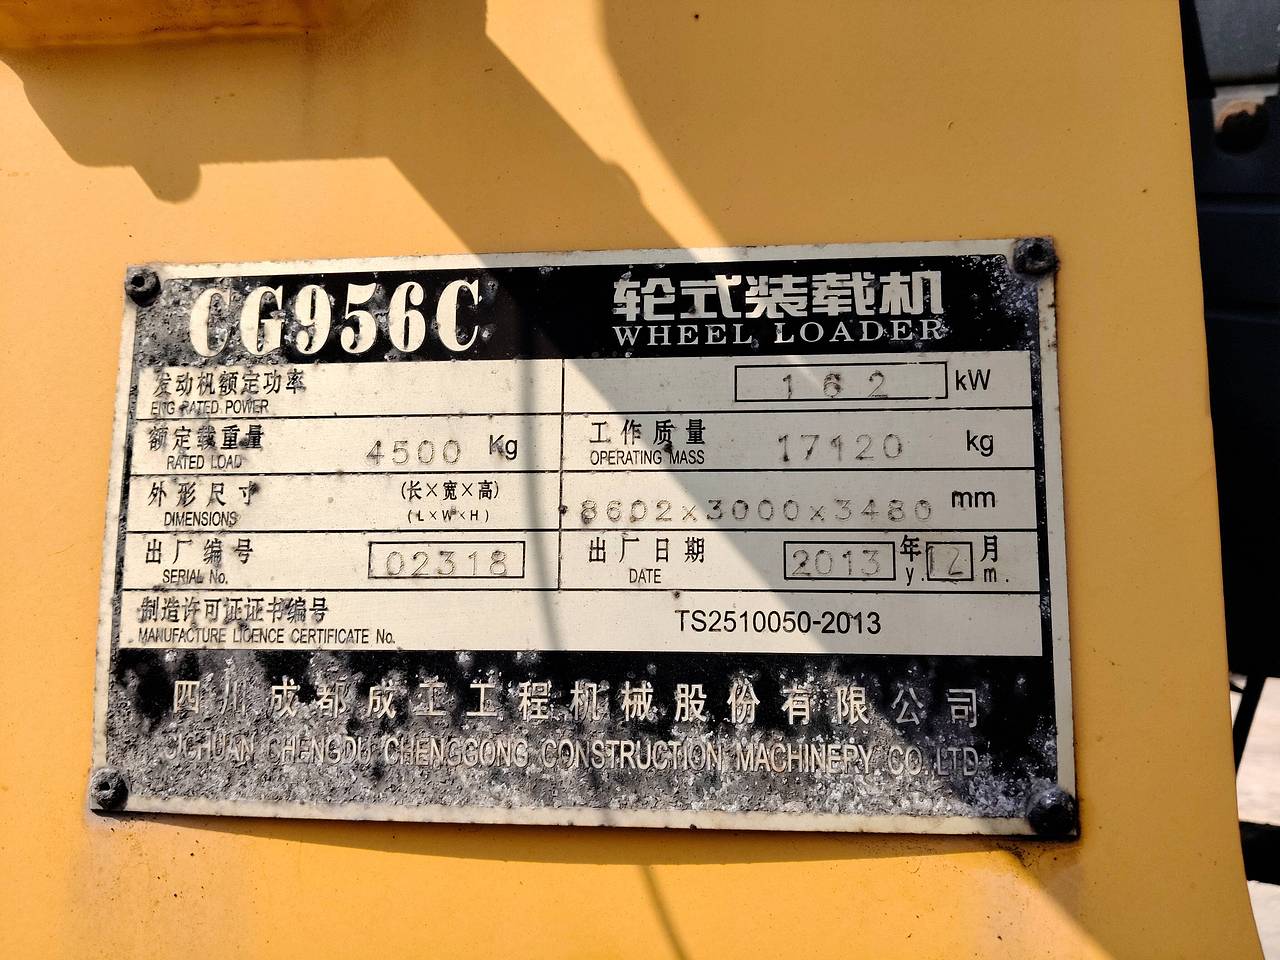 CG956C 轮式装载机
WHEEL LOADER
发动机额定功率 162 kW
ENG RATED POWER
额定载重量 4500 Kg 工作质量 17120 kg
RATED LOAD OPERATING MASS
外形尺寸 (长×宽×高) 8602x3000x3480 mm
DIMENSIONS (L×W×H)
出厂编号 02318 出厂日期 2013 年 12 月
SERIAL No. DATE y. m.
制造许可证证书编号 TS2510050-2013
MANUFACTURE LICENCE CERTIFICATE No.
四川成都成工工程机械股份有限公司
SICHUAN CHENGDU CHENGGONG CONSTRUCTION MACHINERY CO.,LTD